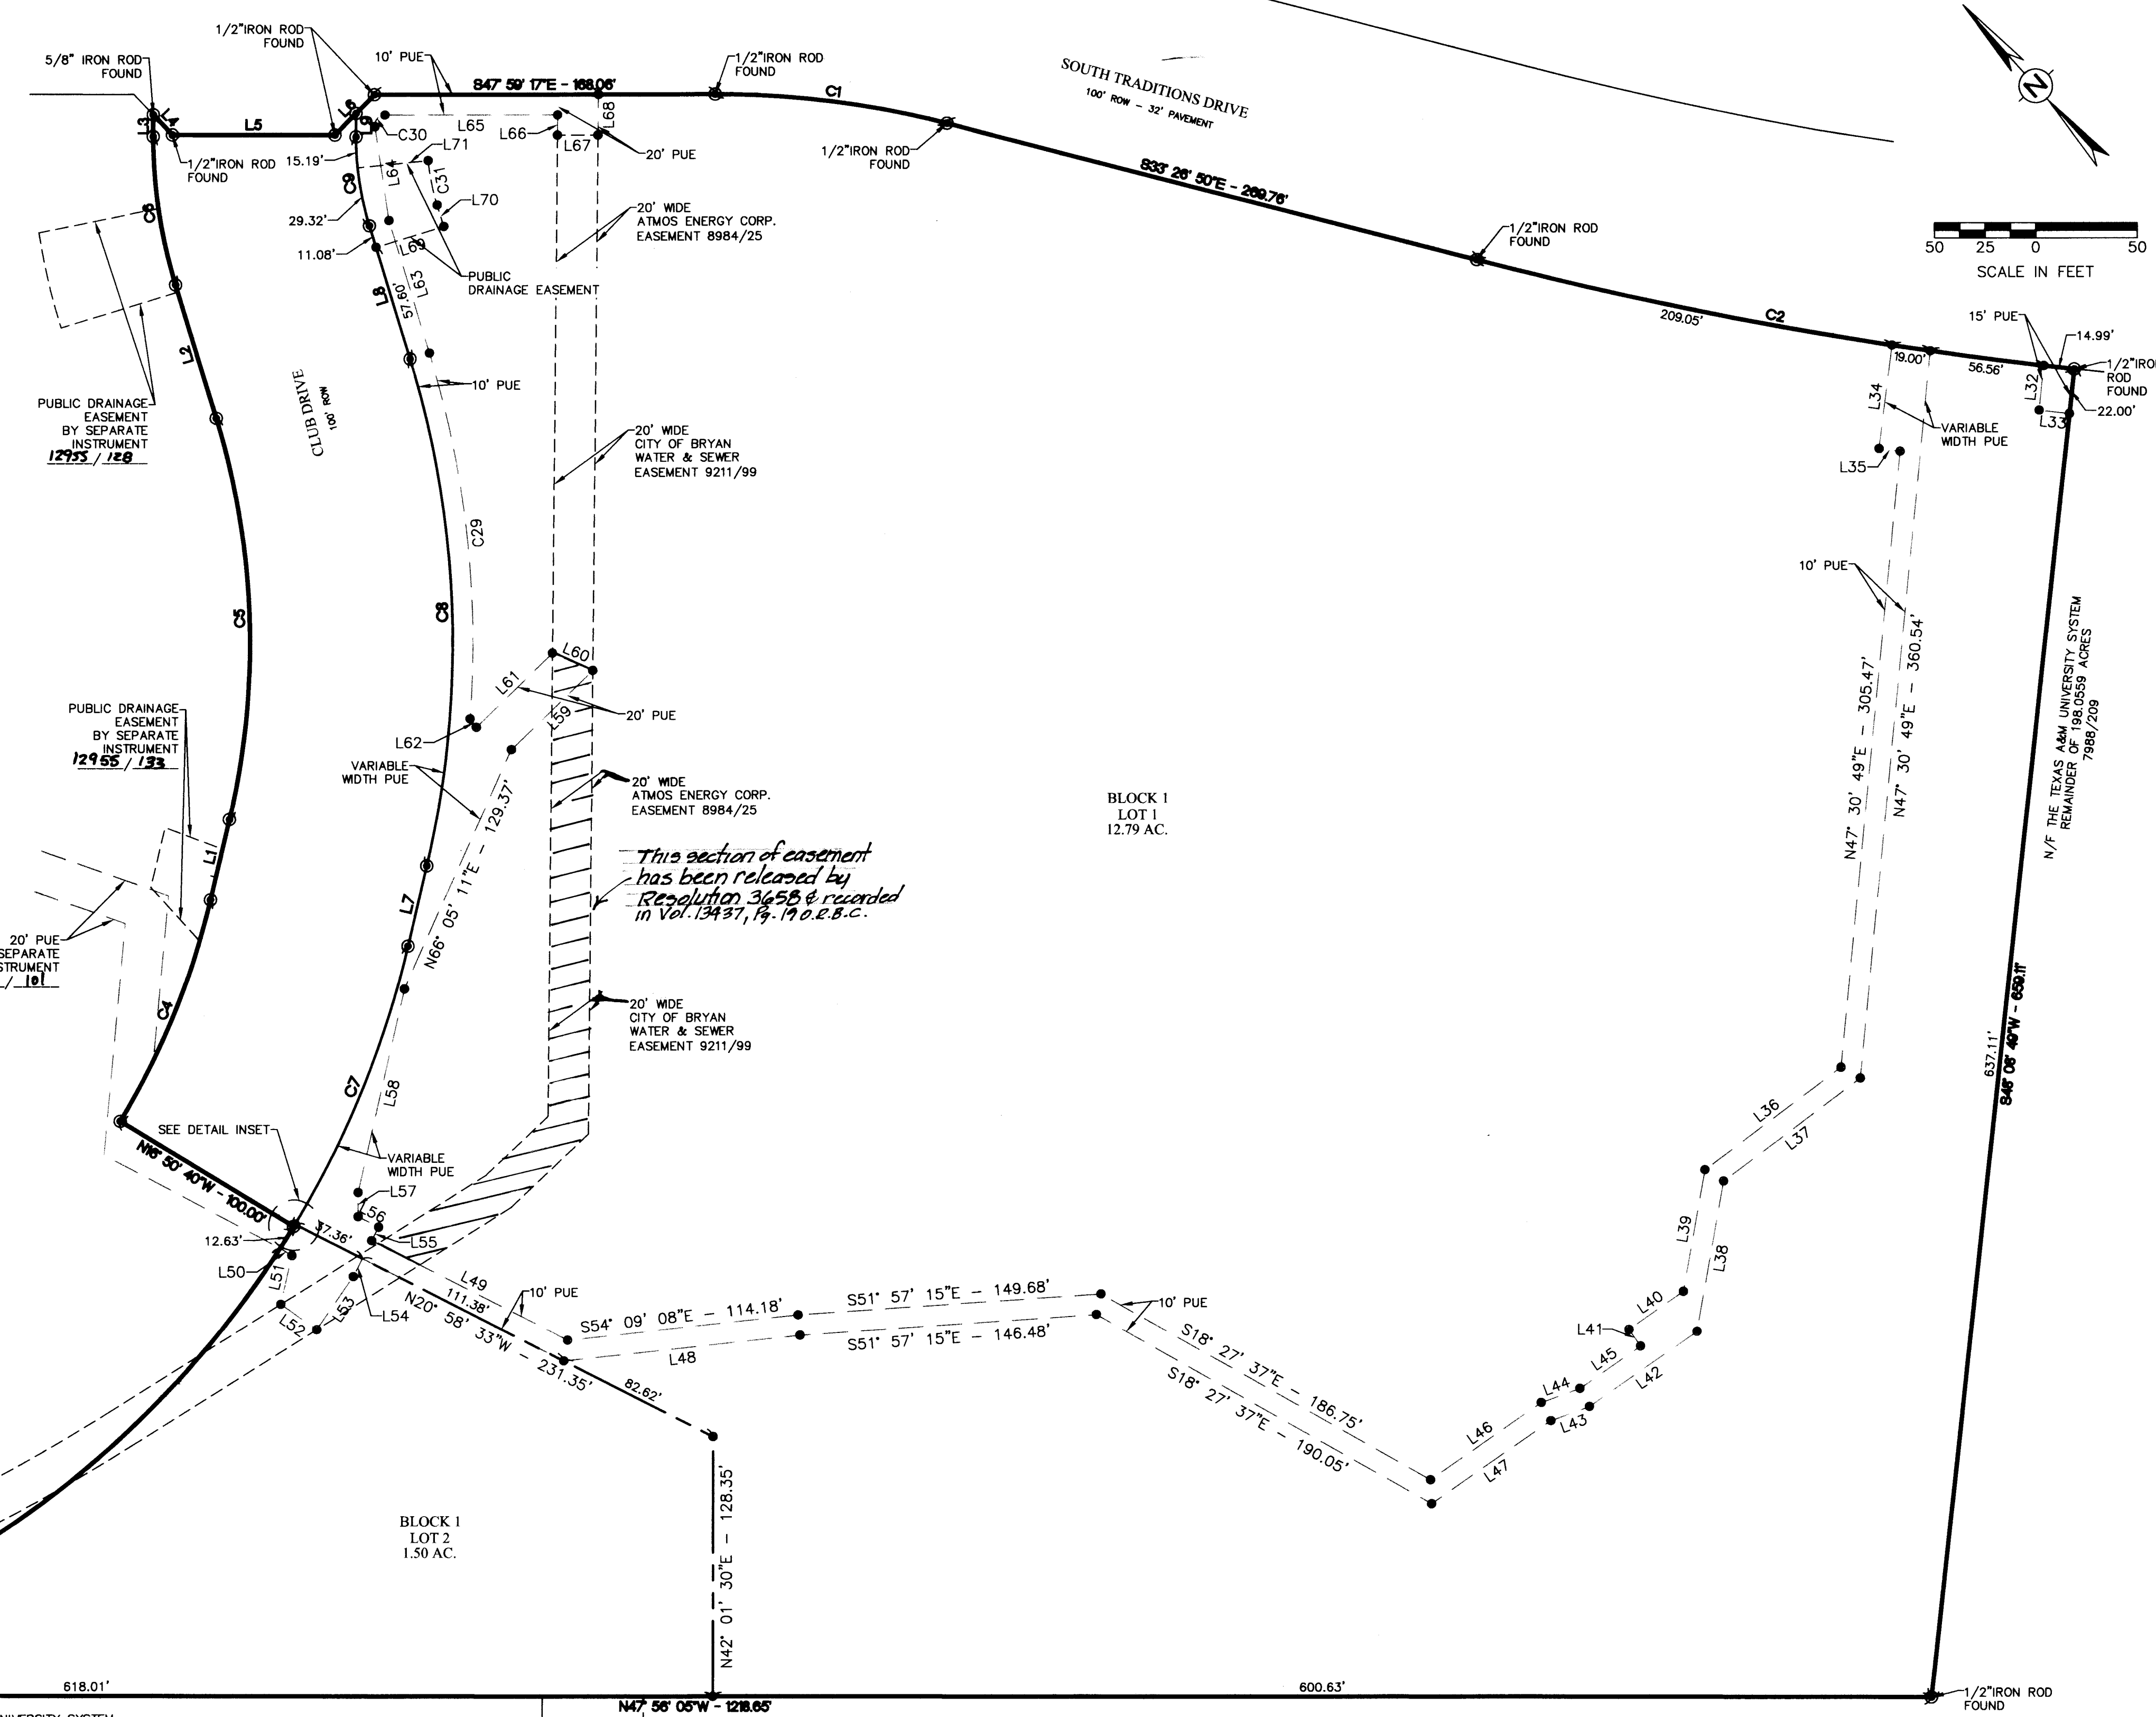 1/2"IRON ROD
FOUND
5/8" IRON ROD
FOUND
10' PUE
S47° 59' 17"E - 168.06'
1/2"IRON ROD
FOUND
C1
SOUTH TRADITIONS DRIVE
100' ROW - 32' PAVEMENT
N
L3
L4
L5
L6
L9
C30
L65
L66
L67
L68
20' PUE
1/2"IRON ROD
FOUND
1/2"IRON ROD
FOUND
15.19'
L71
L64
C31
L70
C9
29.32'
11.08'
L69
PUBLIC
DRAINAGE EASEMENT
20' WIDE
ATMOS ENERGY CORP.
EASEMENT 8984/25
S33° 26' 50"E - 269.76'
1/2"IRON ROD
FOUND
50 25 0 50
SCALE IN FEET
C6
L2
L8
57.60'
L63
209.05'
C2
15' PUE
14.99'
1/2"IRON
ROD
FOUND
19.00'
56.56'
L32
L33
22.00'
L34
L35
VARIABLE
WIDTH PUE
10' PUE
PUBLIC DRAINAGE
EASEMENT
BY SEPARATE
INSTRUMENT
12955 / 128
CLUB DRIVE
100' ROW
20' WIDE
CITY OF BRYAN
WATER & SEWER
EASEMENT 9211/99
C29
C5
C8
10' PUE
N47° 30' 49"E - 305.47'
N47° 30' 49"E - 360.54'
N/F THE TEXAS A&M UNIVERSITY SYSTEM
REMAINDER OF 198.0559 ACRES
7988/209
L60
L61
L59
20' PUE
L62
PUBLIC DRAINAGE
EASEMENT
BY SEPARATE
INSTRUMENT
12955 / 133
VARIABLE
WIDTH PUE
20' WIDE
ATMOS ENERGY CORP.
EASEMENT 8984/25
BLOCK 1
LOT 1
12.79 AC.
This section of easement
has been released by
Resolution 3658 & recorded
in Vol. 13437, Pg. 190.R.B.C.
N66° 05' 11"E - 129.37'
L1
L7
20' PUE
SEPARATE
STRUMENT
/ 101
C4
20' WIDE
CITY OF BRYAN
WATER & SEWER
EASEMENT 9211/99
637.11'
S46° 06' 49"W - 659.11'
C7
L58
SEE DETAIL INSET
VARIABLE
WIDTH PUE
N16° 50' 40"W - 100.00'
L57
L56
L55
37.36'
12.63'
L50
L51
L52
L53
L54
L49
111.38'
10' PUE
N20° 58' 33"W - 231.35'
82.62'
S54° 09' 08"E - 114.18'
L48
S51° 57' 15"E - 149.68'
S51° 57' 15"E - 146.48'
10' PUE
S18° 27' 37"E - 186.75'
S18° 27' 37"E - 190.05'
L36
L37
L39
L38
L40
L41
L45
L42
L44
L43
L46
L47
BLOCK 1
LOT 2
1.50 AC.
N42° 01' 30"E - 128.35'
618.01'
N47° 56' 05"W - 1218.65'
600.63'
1/2"IRON ROD
FOUND